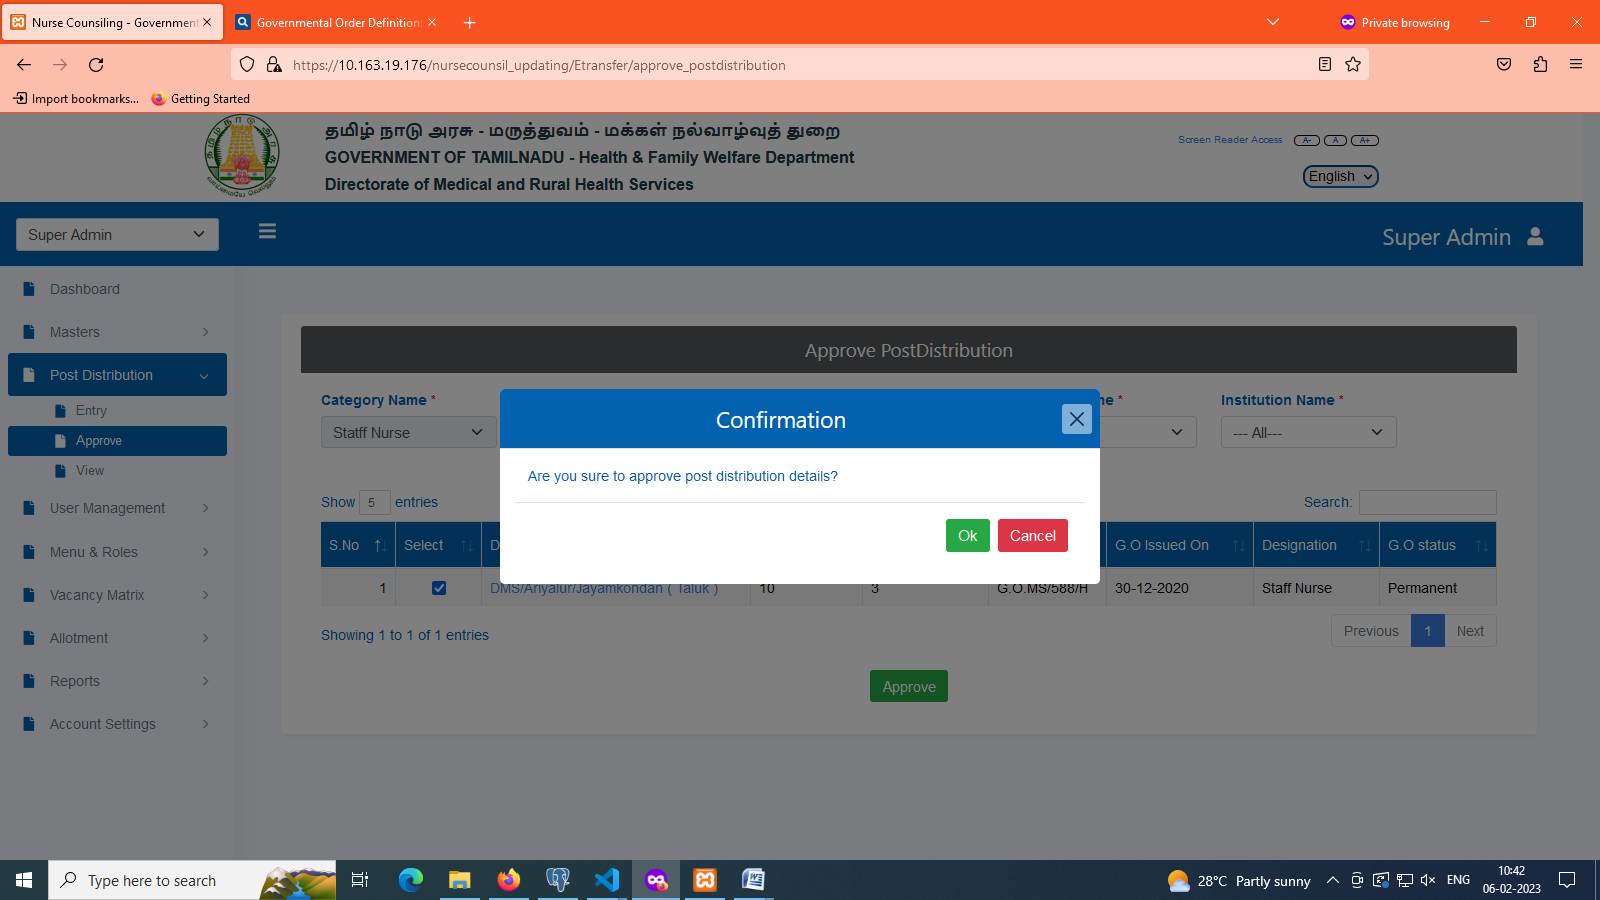 Nurse Counsiling - Government
Governmental Order Definition
Private browsing
https://10.163.19.176/nursecounsil_updating/Etransfer/approve_postdistribution
Import bookmarks...
Getting Started
தமிழ் நாடு அரசு - மருத்துவம் - மக்கள் நல்வாழ்வுத் துறை
GOVERNMENT OF TAMILNADU - Health & Family Welfare Department
Directorate of Medical and Rural Health Services
Screen Reader Access A- A A+
English
Super Admin
Super Admin
Dashboard
Masters
Post Distribution
Entry
Approve
View
User Management
Menu & Roles
Vacancy Matrix
Allotment
Reports
Account Settings
Approve PostDistribution
Category Name *
me *
Institution Name *
Statff Nurse
--- All---
Confirmation
Are you sure to approve post distribution details?
Ok
Cancel
Show 5 entries
Search:
S.No Select D G.O Issued On Designation G.O status
1 DMS/Ariyalur/Jayamkondan ( Taluk ) 10 3 G.O.MS/588/H 30-12-2020 Staff Nurse Permanent
Showing 1 to 1 of 1 entries
Previous 1 Next
Approve
Type here to search
28°C Partly sunny
ENG
10:42
06-02-2023